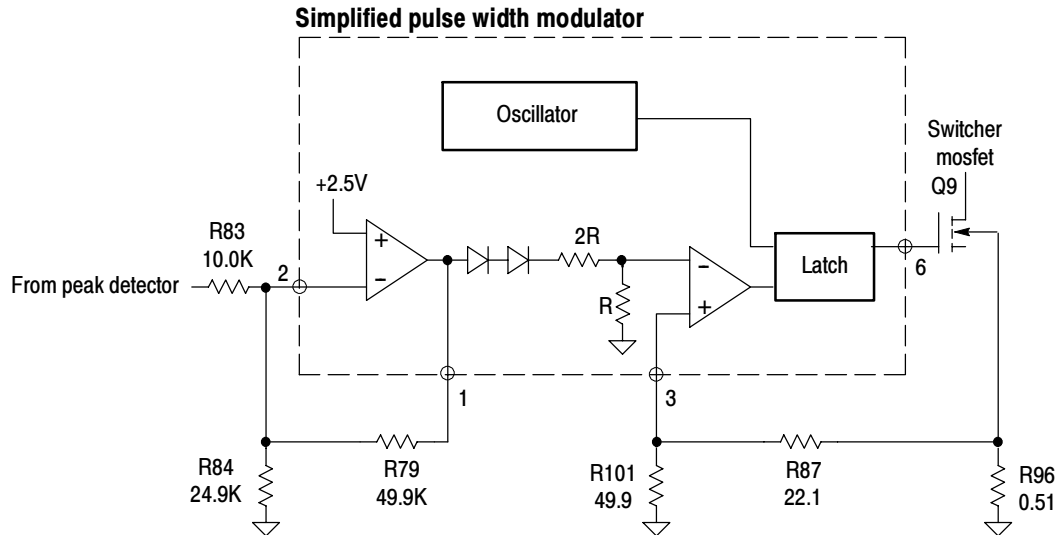 Simplified pulse width modulator
Oscillator
Switcher
mosfet
Q9
+2.5V
R83
10.0K
2R
+
−
−
+
Latch
From peak detector
2
6
R
1
3
R84
24.9K
R79
49.9K
R101
49.9
R87
22.1
R96
0.51